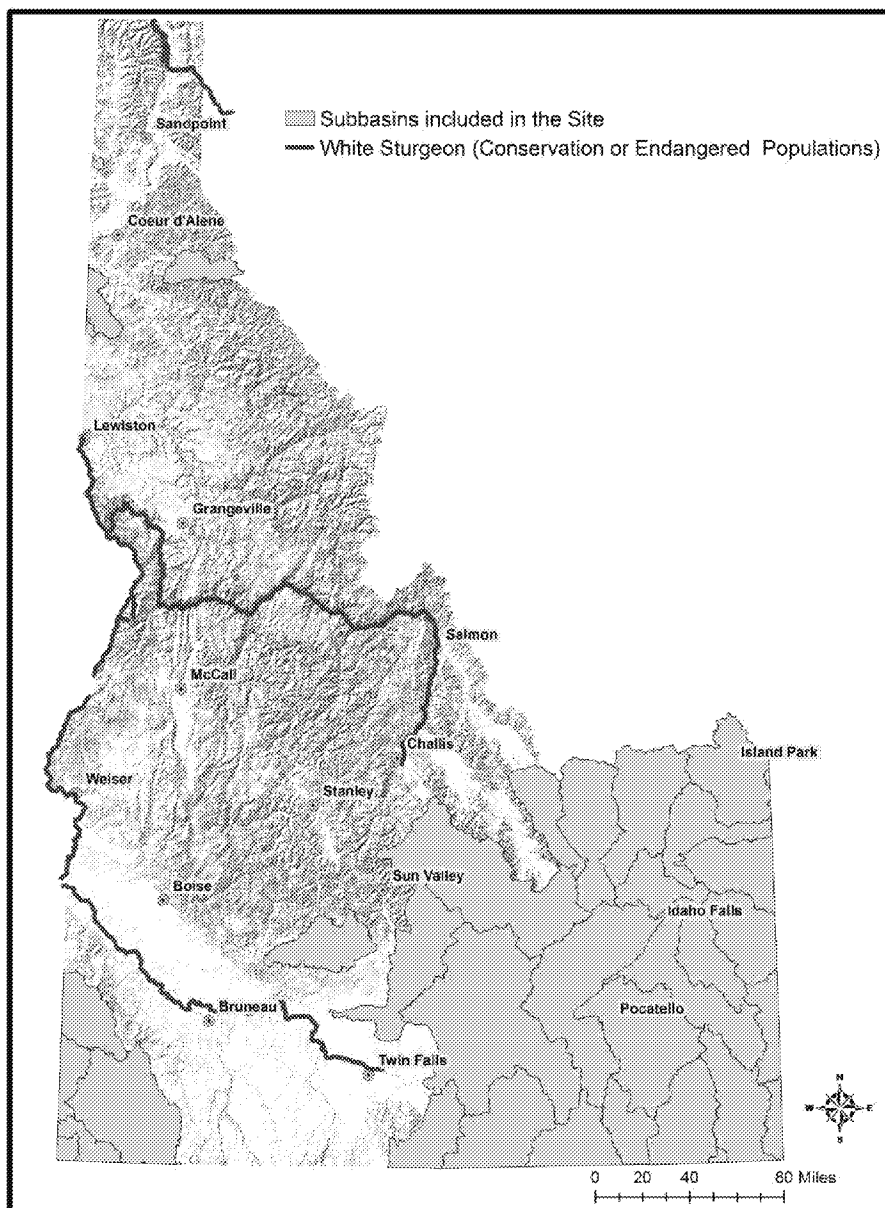 Subbasins included in the Site
White Sturgeon (Conservation or Endangered Populations)
Sandpoint
Coeur d'Alene
Lewiston
Grangeville
Salmon
McCall
Island Park
Challis
Weiser
Stanley
Sun Valley
Boise
Idaho Falls
Bruneau
Pocatello
Twin Falls
N
W E
S
0 20 40 80 Miles